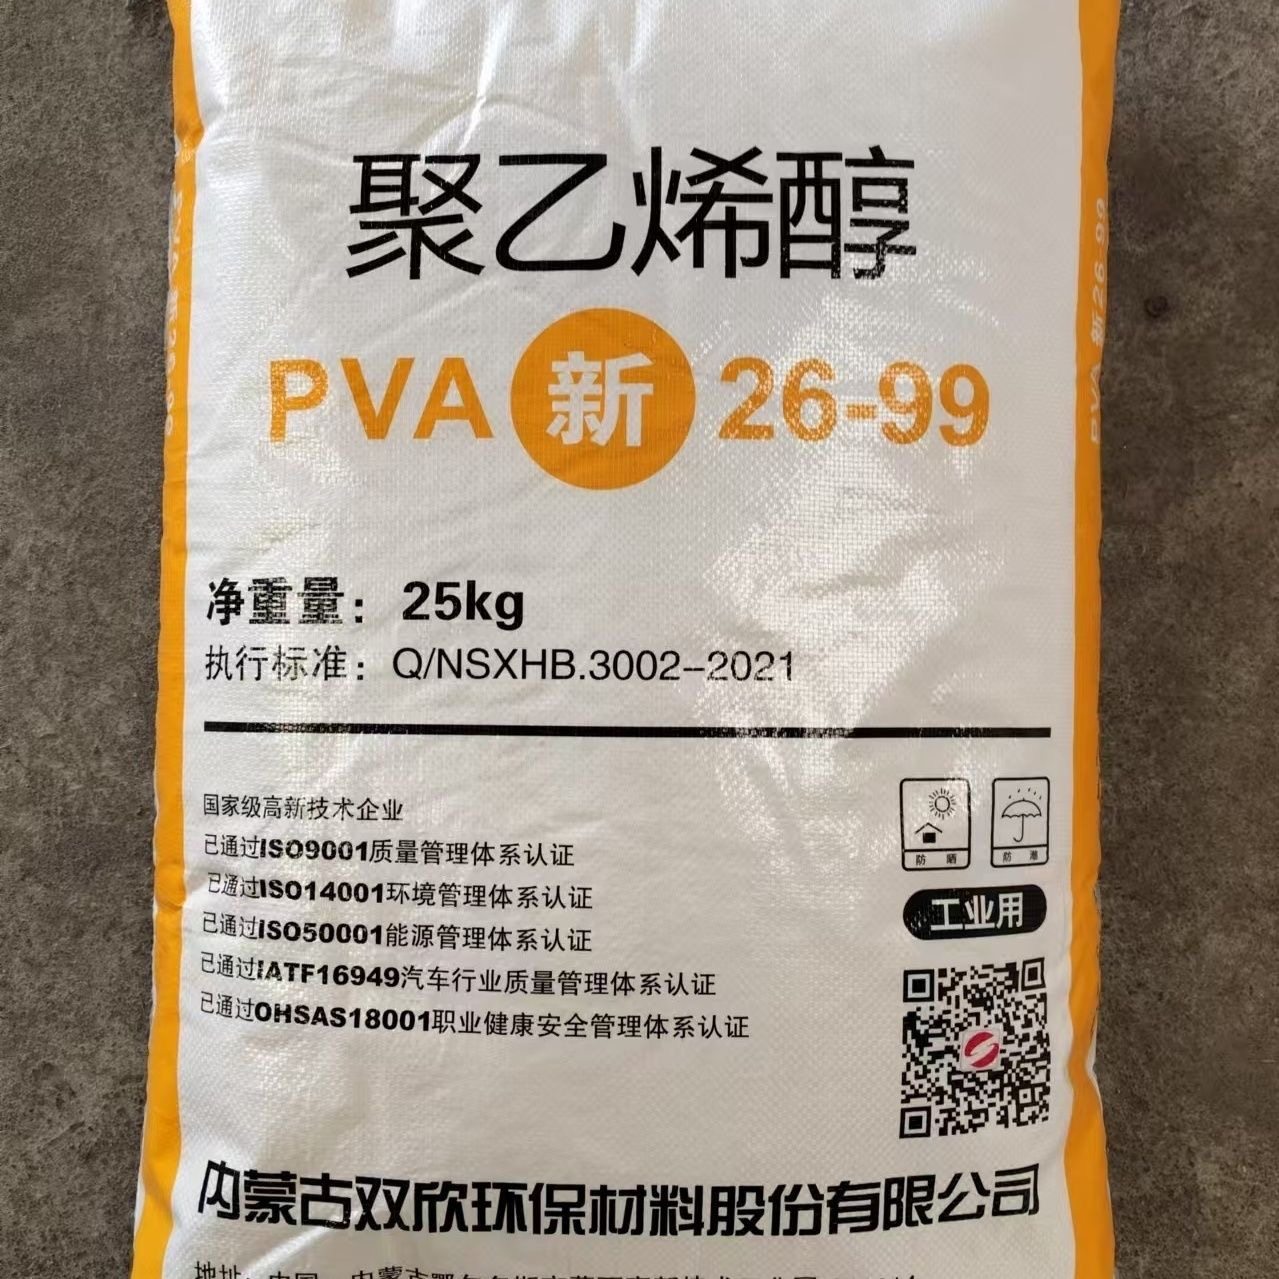 聚乙烯醇
PVA 新 26-99
净重量：25kg
执行标准：Q/NSXHB.3002-2021
国家级高新技术企业
已通过ISO9001质量管理体系认证
已通过ISO14001环境管理体系认证
已通过ISO50001能源管理体系认证
已通过IATF16949汽车行业质量管理体系认证
已通过OHSAS18001职业健康安全管理体系认证
防 晒
防 潮
工业用
内蒙古双欣环保材料股份有限公司
地址：中国
PVA 新 26-99